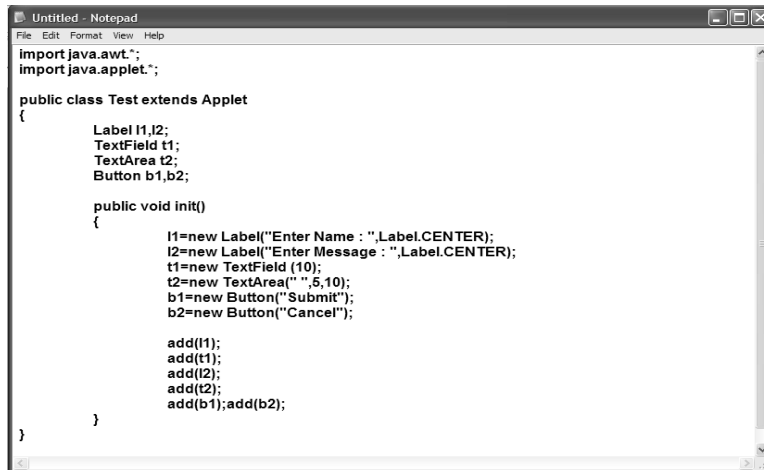 Untitled - Notepad
File Edit Format View Help
import java.awt.*;
import java.applet.*;
public class Test extends Applet
{
Label l1,l2;
TextField t1;
TextArea t2;
Button b1,b2;
public void init()
{
l1=new Label("Enter Name : ",Label.CENTER);
l2=new Label("Enter Message : ",Label.CENTER);
t1=new TextField (10);
t2=new TextArea(" ",5,10);
b1=new Button("Submit");
b2=new Button("Cancel");
add(l1);
add(t1);
add(l2);
add(t2);
add(b1);add(b2);
}
}